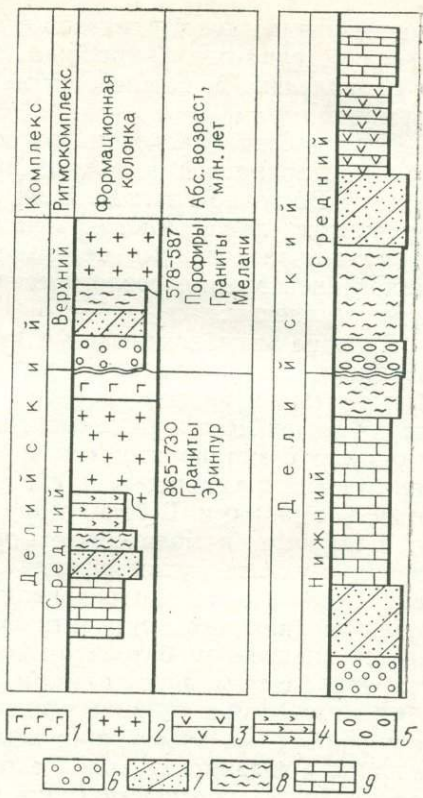 Комплекс
Ритмокомплекс
Формационная
колонка
Абс. возраст,
млн. лет
Делийский
Верхний
578-587
Порфиры
Граниты
Мелани
Средний
865-730
Граниты
Эринпур
Делийский
Средний
Нижний
1 2 3 4 5
6 7 8 9